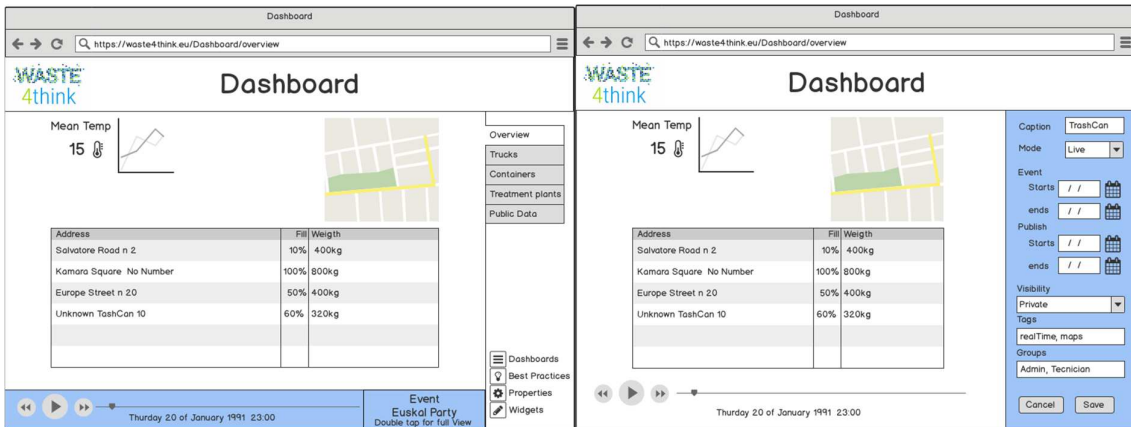 Dashboard
https://waste4think.eu/Dashboard/overview
WASTE
4think
Dashboard
Mean Temp
15
Overview
Trucks
Containers
Treatment plants
Public Data
Address Fill Weigth
Salvatore Road n 2 10% 400kg
Kamara Square No Number 100% 800kg
Europe Street n 20 50% 400kg
Unknown TashCan 10 60% 320kg
Dashboards
Best Practices
Properties
Widgets
Thurday 20 of January 1991 23:00
Event
Euskal Party
Double tap for full View
Dashboard
https://waste4think.eu/Dashboard/overview
WASTE
4think
Dashboard
Mean Temp
15
Address Fill Weigth
Salvatore Road n 2 10% 400kg
Kamara Square No Number 100% 800kg
Europe Street n 20 50% 400kg
Unknown TashCan 10 60% 320kg
Thurday 20 of January 1991 23:00
Caption TrashCan
Mode Live
Event
Starts / /
ends / /
Publish
Starts / /
ends / /
Visibility
Private
Tags
realTime, maps
Groups
Admin, Tecnician
Cancel Save